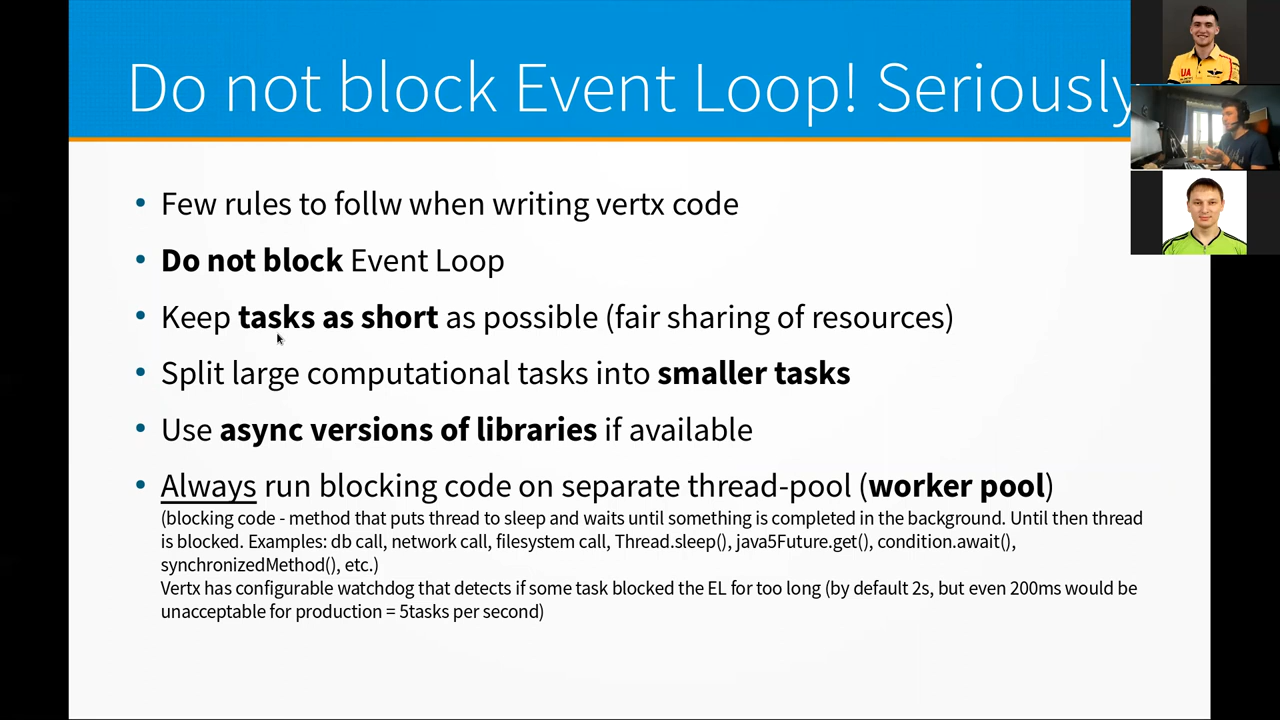 Do not block Event Loop! Seriously
• Few rules to follw when writing vertx code
• Do not block Event Loop
• Keep tasks as short as possible (fair sharing of resources)
• Split large computational tasks into smaller tasks
• Use async versions of libraries if available
• Always run blocking code on separate thread-pool (worker pool)
(blocking code - method that puts thread to sleep and waits until something is completed in the background. Until then thread
is blocked. Examples: db call, network call, filesystem call, Thread.sleep(), java5Future.get(), condition.await(),
synchronizedMethod(), etc.)
Vertx has configurable watchdog that detects if some task blocked the EL for too long (by default 2s, but even 200ms would be
unacceptable for production = 5tasks per second)
UA